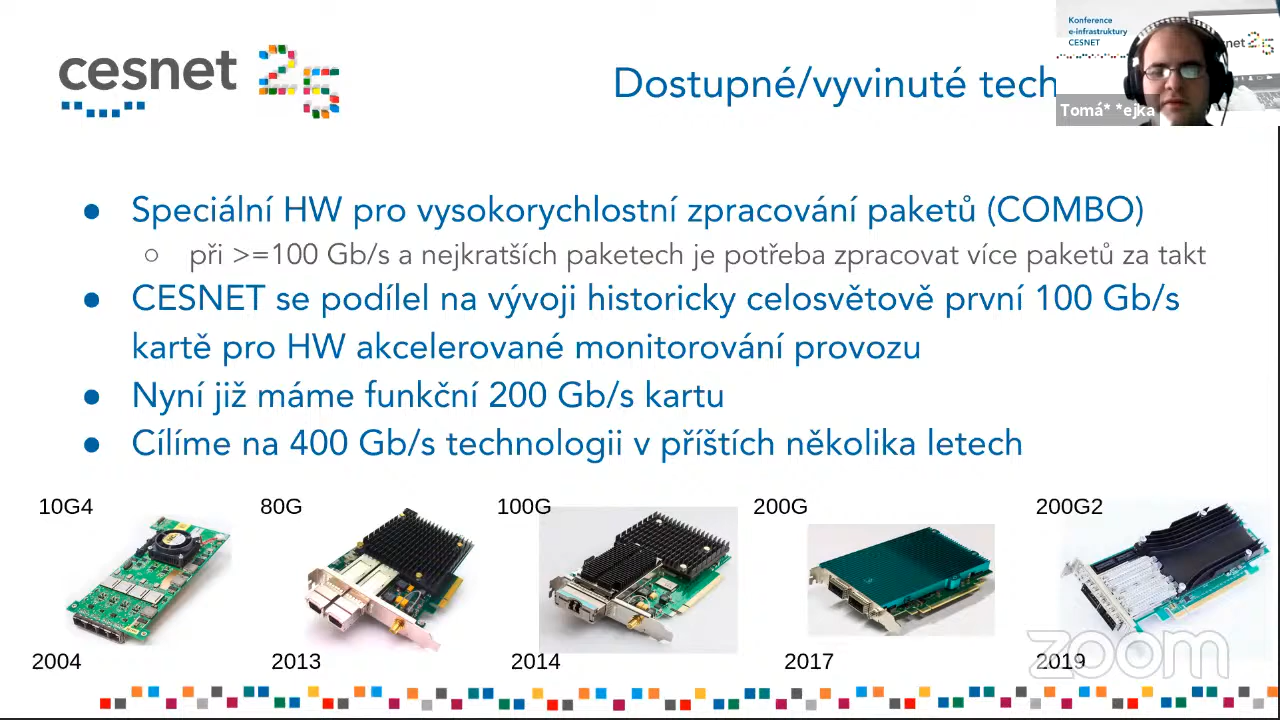 cesnet 25
Dostupné/vyvinuté tech
Konference
e-infrastruktury
CESNET
Tomá* *ejka
● Speciální HW pro vysokorychlostní zpracování paketů (COMBO)
○ při >=100 Gb/s a nejkratších paketech je potřeba zpracovat více paketů za takt
● CESNET se podílel na vývoji historicky celosvětově první 100 Gb/s
kartě pro HW akcelerované monitorování provozu
● Nyní již máme funkční 200 Gb/s kartu
● Cílíme na 400 Gb/s technologii v příštích několika letech
10G4 80G 100G 200G 200G2
2004 2013 2014 2017 2019
zoom